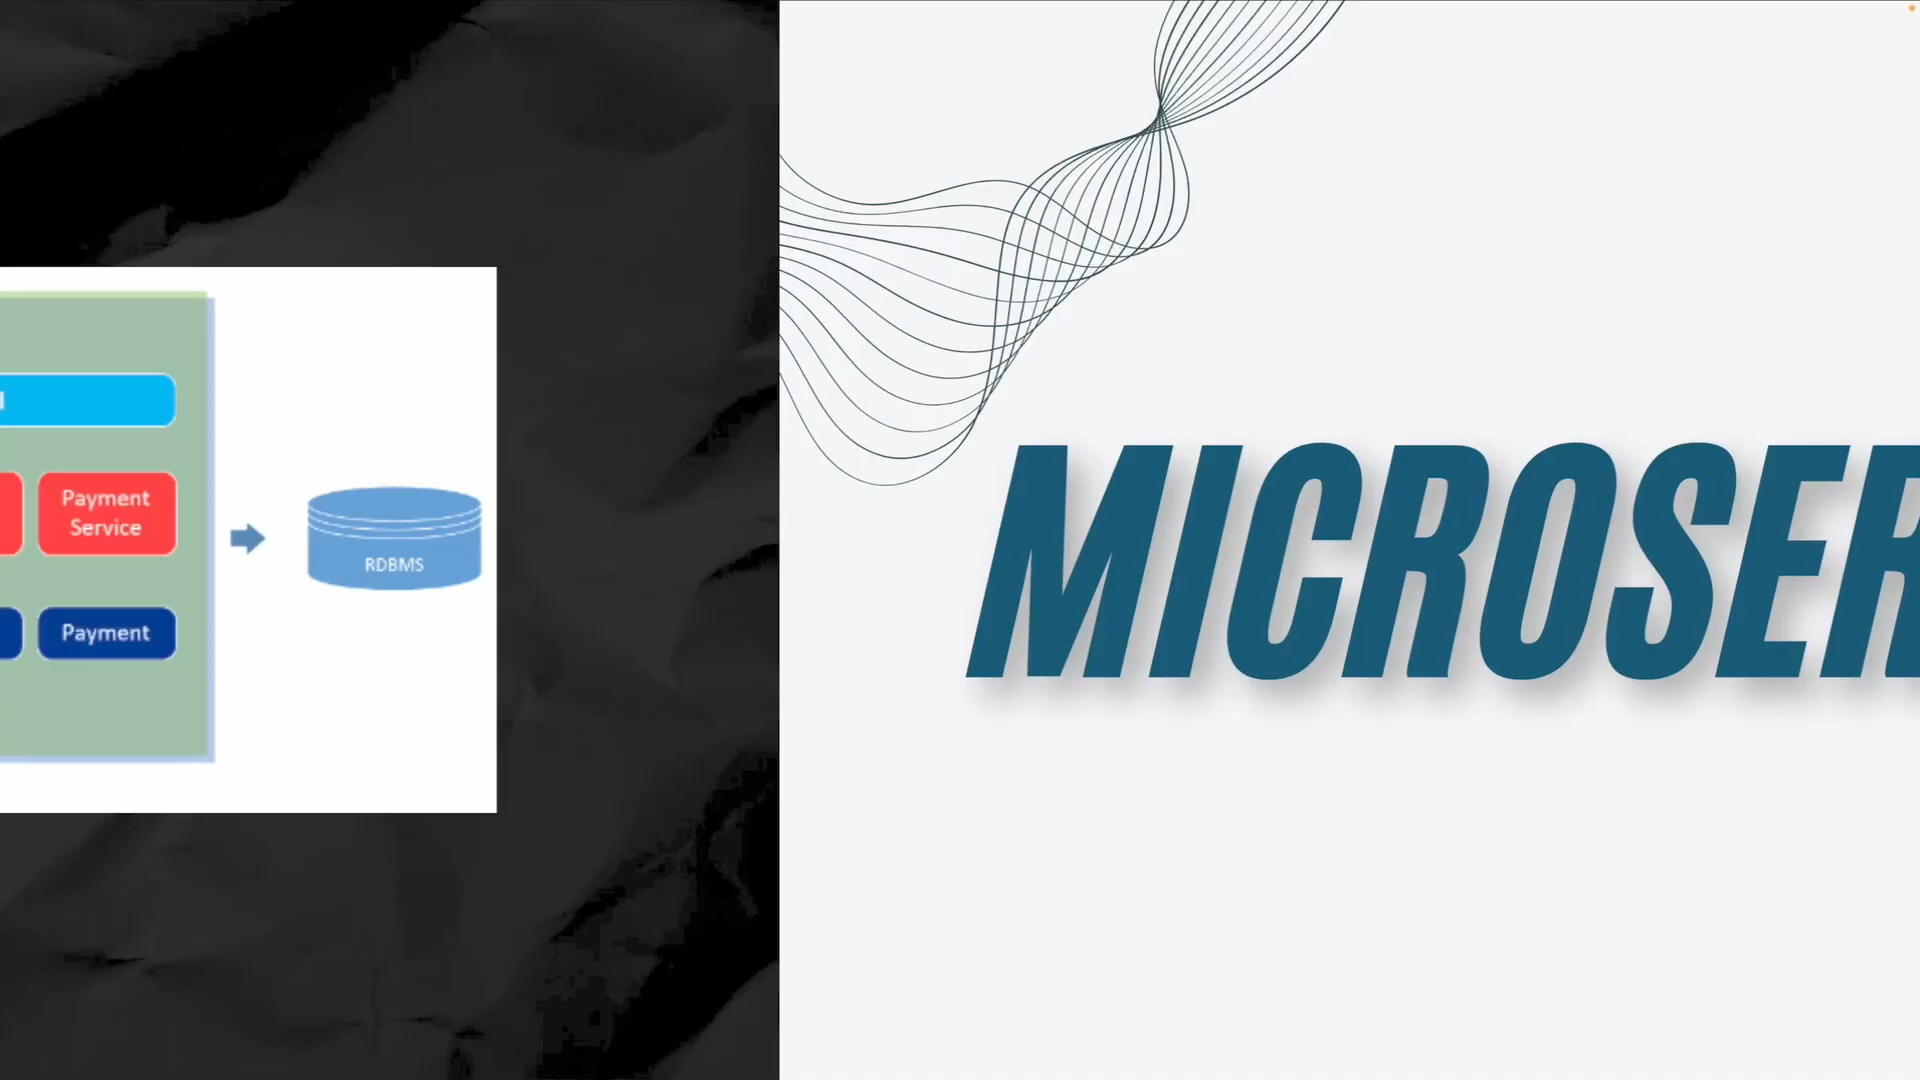 Payment
Service
RDBMS
Payment
MICROSER